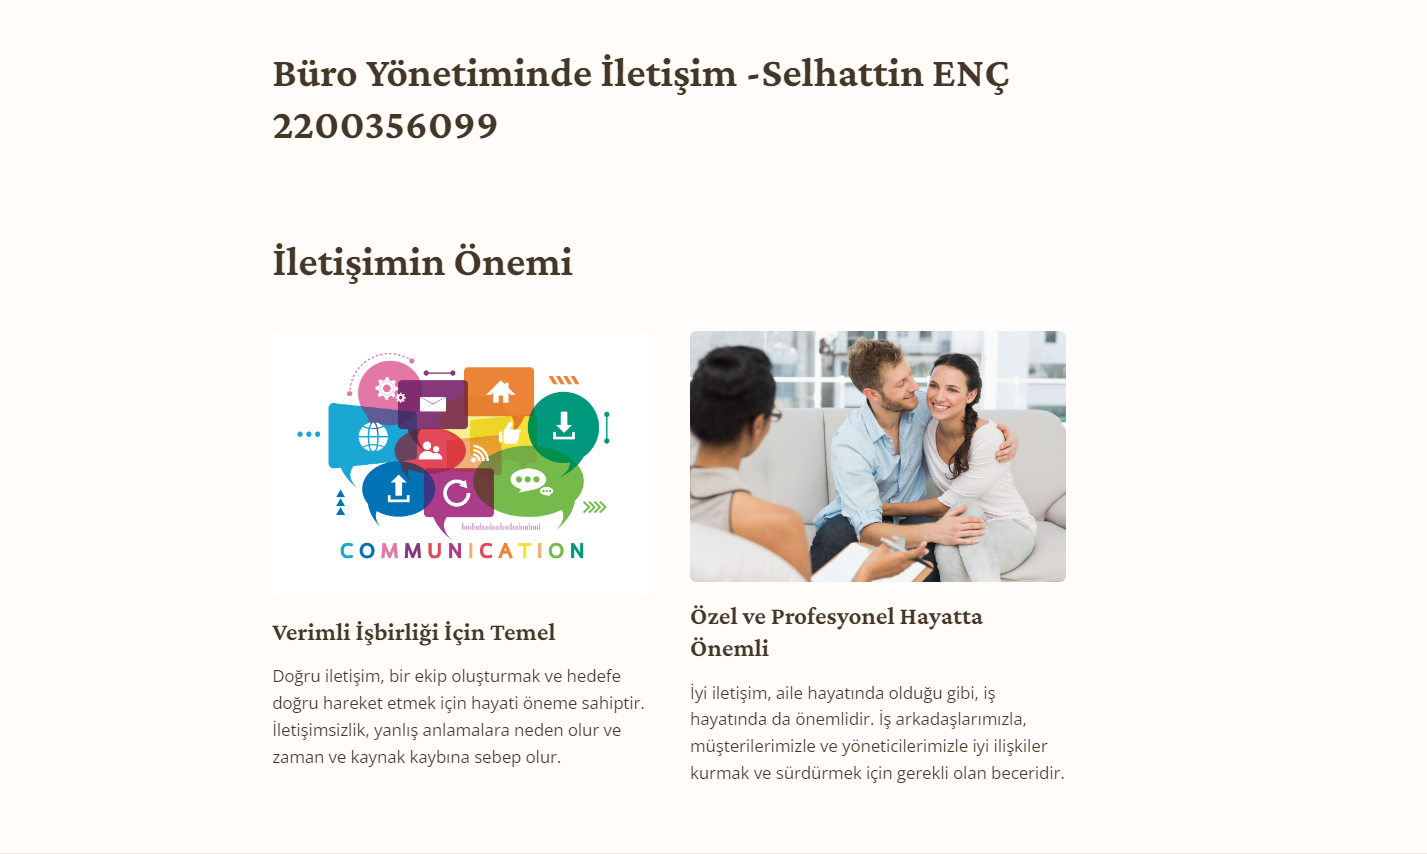 Büro Yönetiminde İletişim -Selhattin ENÇ
2200356099
İletişimin Önemi
COMMUNICATION
Verimli İşbirliği İçin Temel
Doğru iletişim, bir ekip oluşturmak ve hedefe
doğru hareket etmek için hayati öneme sahiptir.
İletişimsizlik, yanlış anlamalara neden olur ve
zaman ve kaynak kaybına sebep olur.
Özel ve Profesyonel Hayatta
Önemli
İyi iletişim, aile hayatında olduğu gibi, iş
hayatında da önemlidir. İş arkadaşlarımızla,
müşterilerimizle ve yöneticilerimizle iyi ilişkiler
kurmak ve sürdürmek için gerekli olan beceridir.